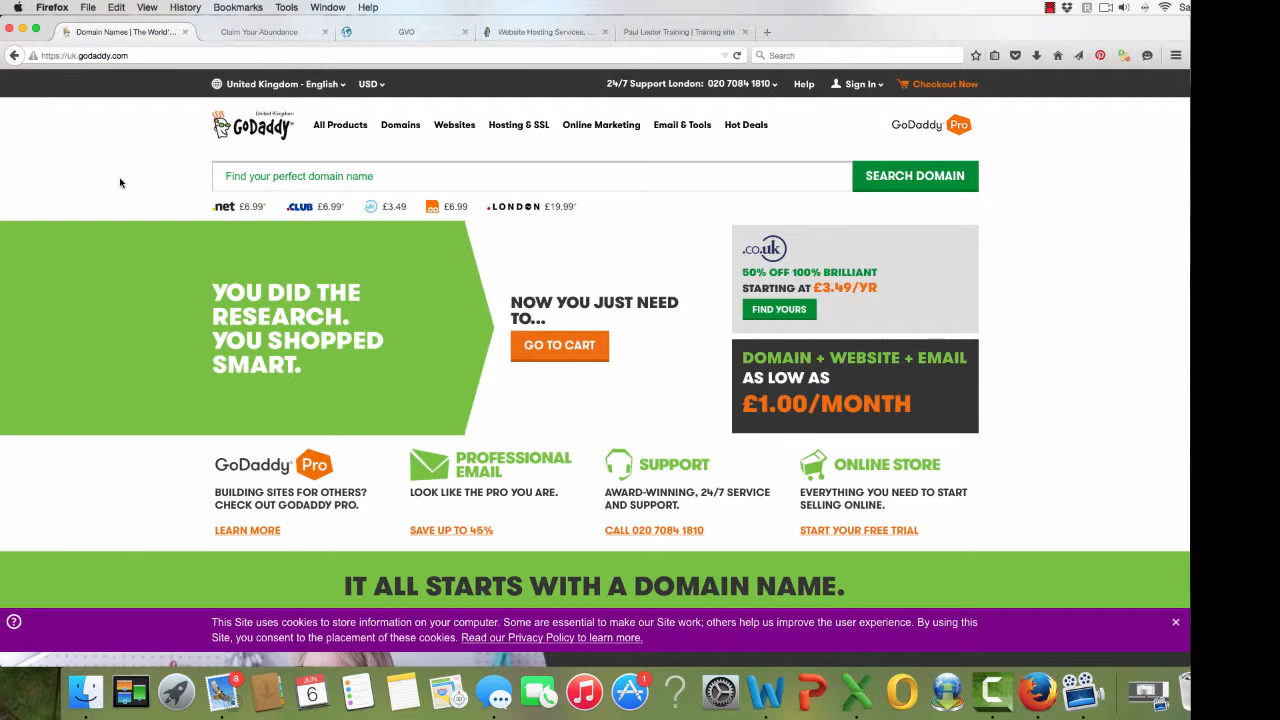 Firefox File Edit View History Bookmarks Tools Window Help Sa
Domain Names | The World'... Claim Your Abundance GVO Website Hosting Services, ... Paul Lester Training | Training site
https://uk.godaddy.com Search
United Kingdom - English USD 24/7 Support London: 020 7084 1810 Help Sign In Checkout Now
United Kingdom
GoDaddy All Products Domains Websites Hosting & SSL Online Marketing Email & Tools Hot Deals GoDaddy Pro
Find your perfect domain name SEARCH DOMAIN
.net £6.99* .CLUB £6.99* uk £3.49 £6.99 .LONDON £19.99*
YOU DID THE
RESEARCH.
YOU SHOPPED
SMART.
NOW YOU JUST NEED
TO...
GO TO CART
.co.uk
50% OFF 100% BRILLIANT
STARTING AT £3.49/YR
FIND YOURS
DOMAIN + WEBSITE + EMAIL
AS LOW AS
£1.00/MONTH
GoDaddy Pro
BUILDING SITES FOR OTHERS?
CHECK OUT GODADDY PRO.
LEARN MORE
PROFESSIONAL
EMAIL
LOOK LIKE THE PRO YOU ARE.
SAVE UP TO 45%
SUPPORT
AWARD-WINNING, 24/7 SERVICE
AND SUPPORT.
CALL 020 7084 1810
ONLINE STORE
EVERYTHING YOU NEED TO START
SELLING ONLINE.
START YOUR FREE TRIAL
IT ALL STARTS WITH A DOMAIN NAME.
This Site uses cookies to store information on your computer. Some are essential to make our Site work; others help us improve the user experience. By using this
Site, you consent to the placement of these cookies. Read our Privacy Policy to learn more.
8
JUN
6
1